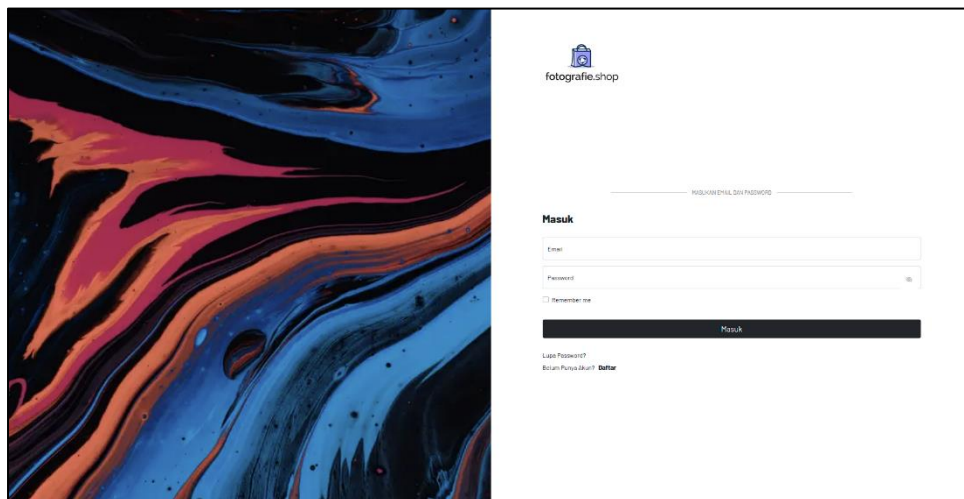 fotografie.shop
MASUKAN EMAIL DAN PASSWORD
Masuk
Email
Password
Remember me
Masuk
Lupa Password?
Belum Punya Akun? Daftar